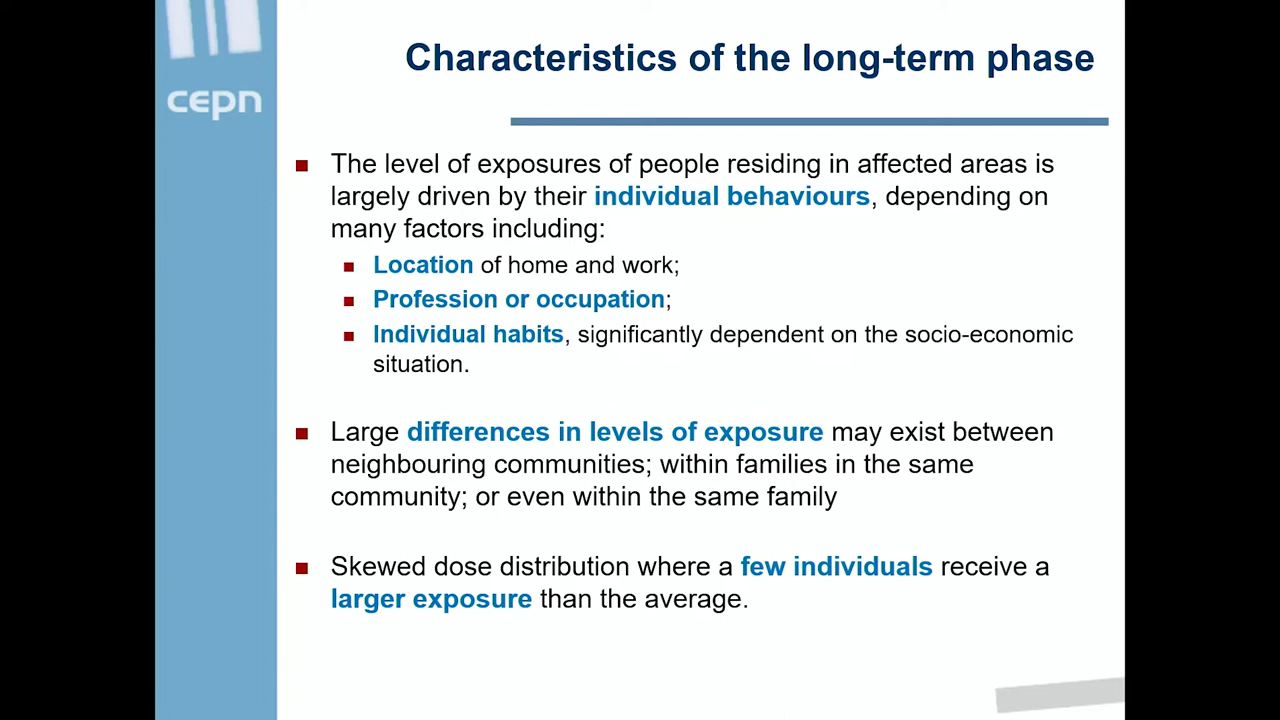 Characteristics of the long-term phase
cepn
The level of exposures of people residing in affected areas is
largely driven by their individual behaviours, depending on
many factors including:
Location of home and work;
Profession or occupation;
Individual habits, significantly dependent on the socio-economic
situation.
Large differences in levels of exposure may exist between
neighbouring communities; within families in the same
community; or even within the same family
Skewed dose distribution where a few individuals receive a
larger exposure than the average.